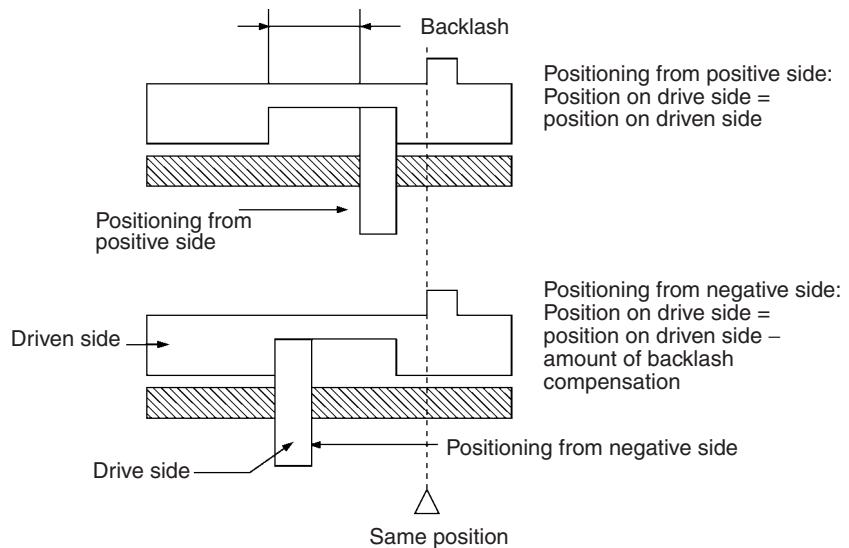 Backlash
Positioning from positive side:
Position on drive side =
position on driven side
Positioning from
positive side
Positioning from negative side:
Position on drive side =
position on driven side –
amount of backlash
compensation
Driven side
Positioning from negative side
Drive side
Same position